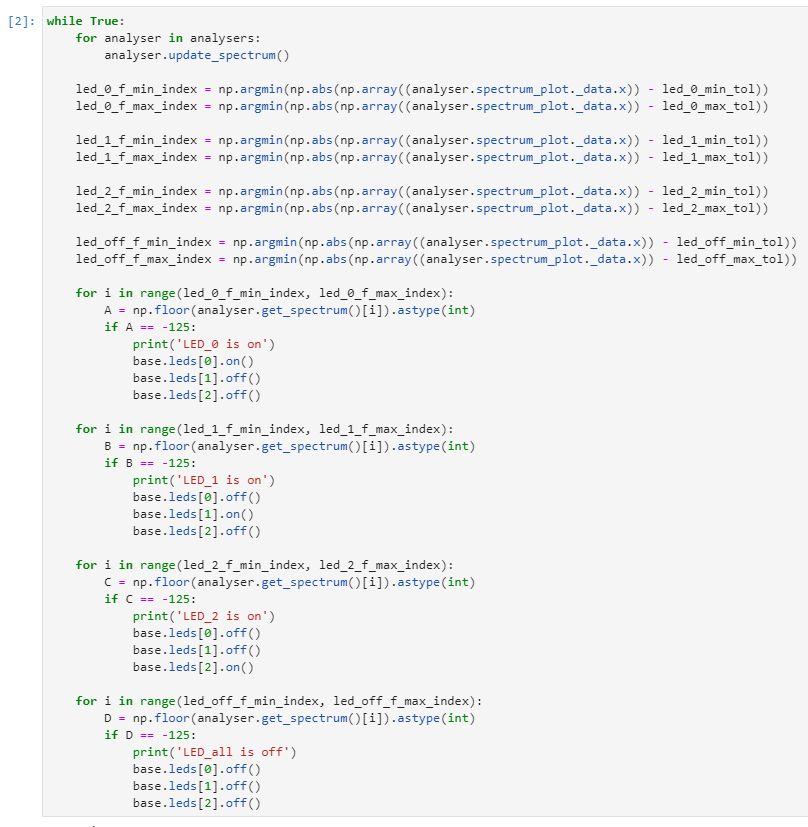 [2]: while True:
    for analyser in analysers:
        analyser.update_spectrum()

    led_0_f_min_index = np.argmin(np.abs(np.array((analyser.spectrum_plot._data.x)) - led_0_min_tol))
    led_0_f_max_index = np.argmin(np.abs(np.array((analyser.spectrum_plot._data.x)) - led_0_max_tol))

    led_1_f_min_index = np.argmin(np.abs(np.array((analyser.spectrum_plot._data.x)) - led_1_min_tol))
    led_1_f_max_index = np.argmin(np.abs(np.array((analyser.spectrum_plot._data.x)) - led_1_max_tol))

    led_2_f_min_index = np.argmin(np.abs(np.array((analyser.spectrum_plot._data.x)) - led_2_min_tol))
    led_2_f_max_index = np.argmin(np.abs(np.array((analyser.spectrum_plot._data.x)) - led_2_max_tol))

    led_off_f_min_index = np.argmin(np.abs(np.array((analyser.spectrum_plot._data.x)) - led_off_min_tol))
    led_off_f_max_index = np.argmin(np.abs(np.array((analyser.spectrum_plot._data.x)) - led_off_max_tol))

    for i in range(led_0_f_min_index, led_0_f_max_index):
        A = np.floor(analyser.get_spectrum()[i]).astype(int)
        if A == -125:
            print('LED_0 is on')
            base.leds[0].on()
            base.leds[1].off()
            base.leds[2].off()

    for i in range(led_1_f_min_index, led_1_f_max_index):
        B = np.floor(analyser.get_spectrum()[i]).astype(int)
        if B == -125:
            print('LED_1 is on')
            base.leds[0].off()
            base.leds[1].on()
            base.leds[2].off()

    for i in range(led_2_f_min_index, led_2_f_max_index):
        C = np.floor(analyser.get_spectrum()[i]).astype(int)
        if C == -125:
            print('LED_2 is on')
            base.leds[0].off()
            base.leds[1].off()
            base.leds[2].on()

    for i in range(led_off_f_min_index, led_off_f_max_index):
        D = np.floor(analyser.get_spectrum()[i]).astype(int)
        if D == -125:
            print('LED_all is off')
            base.leds[0].off()
            base.leds[1].off()
            base.leds[2].off()